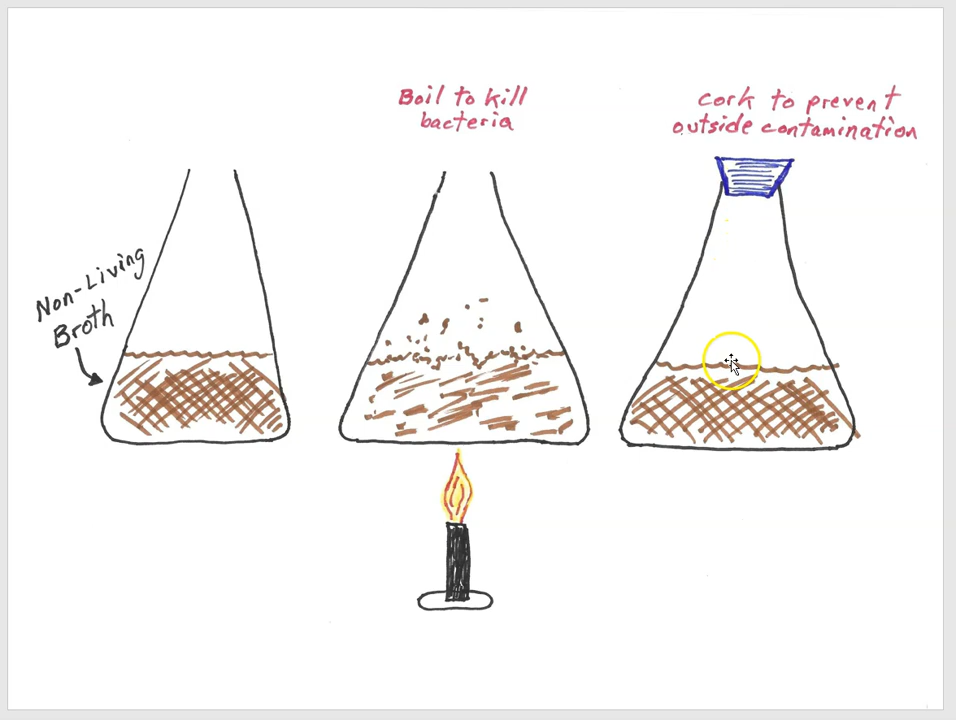 Non-Living
Broth
Boil to kill
bacteria
Cork to prevent
outside contamination